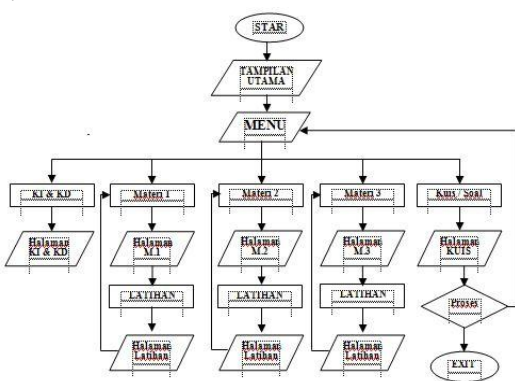 STAR
TAMPILAN
UTAMA
MENU
KI & KD
Materi 1
Materi 2
Materi 3
Kuis / Soal
Halaman
KI & KD
Halaman
M.1
Halaman
M.2
Halaman
M.3
Halaman
KUIS
LATIHAN
LATIHAN
LATIHAN
Proses
Halaman
Latihan
Halaman
Latihan
Halaman
Latihan
EXIT